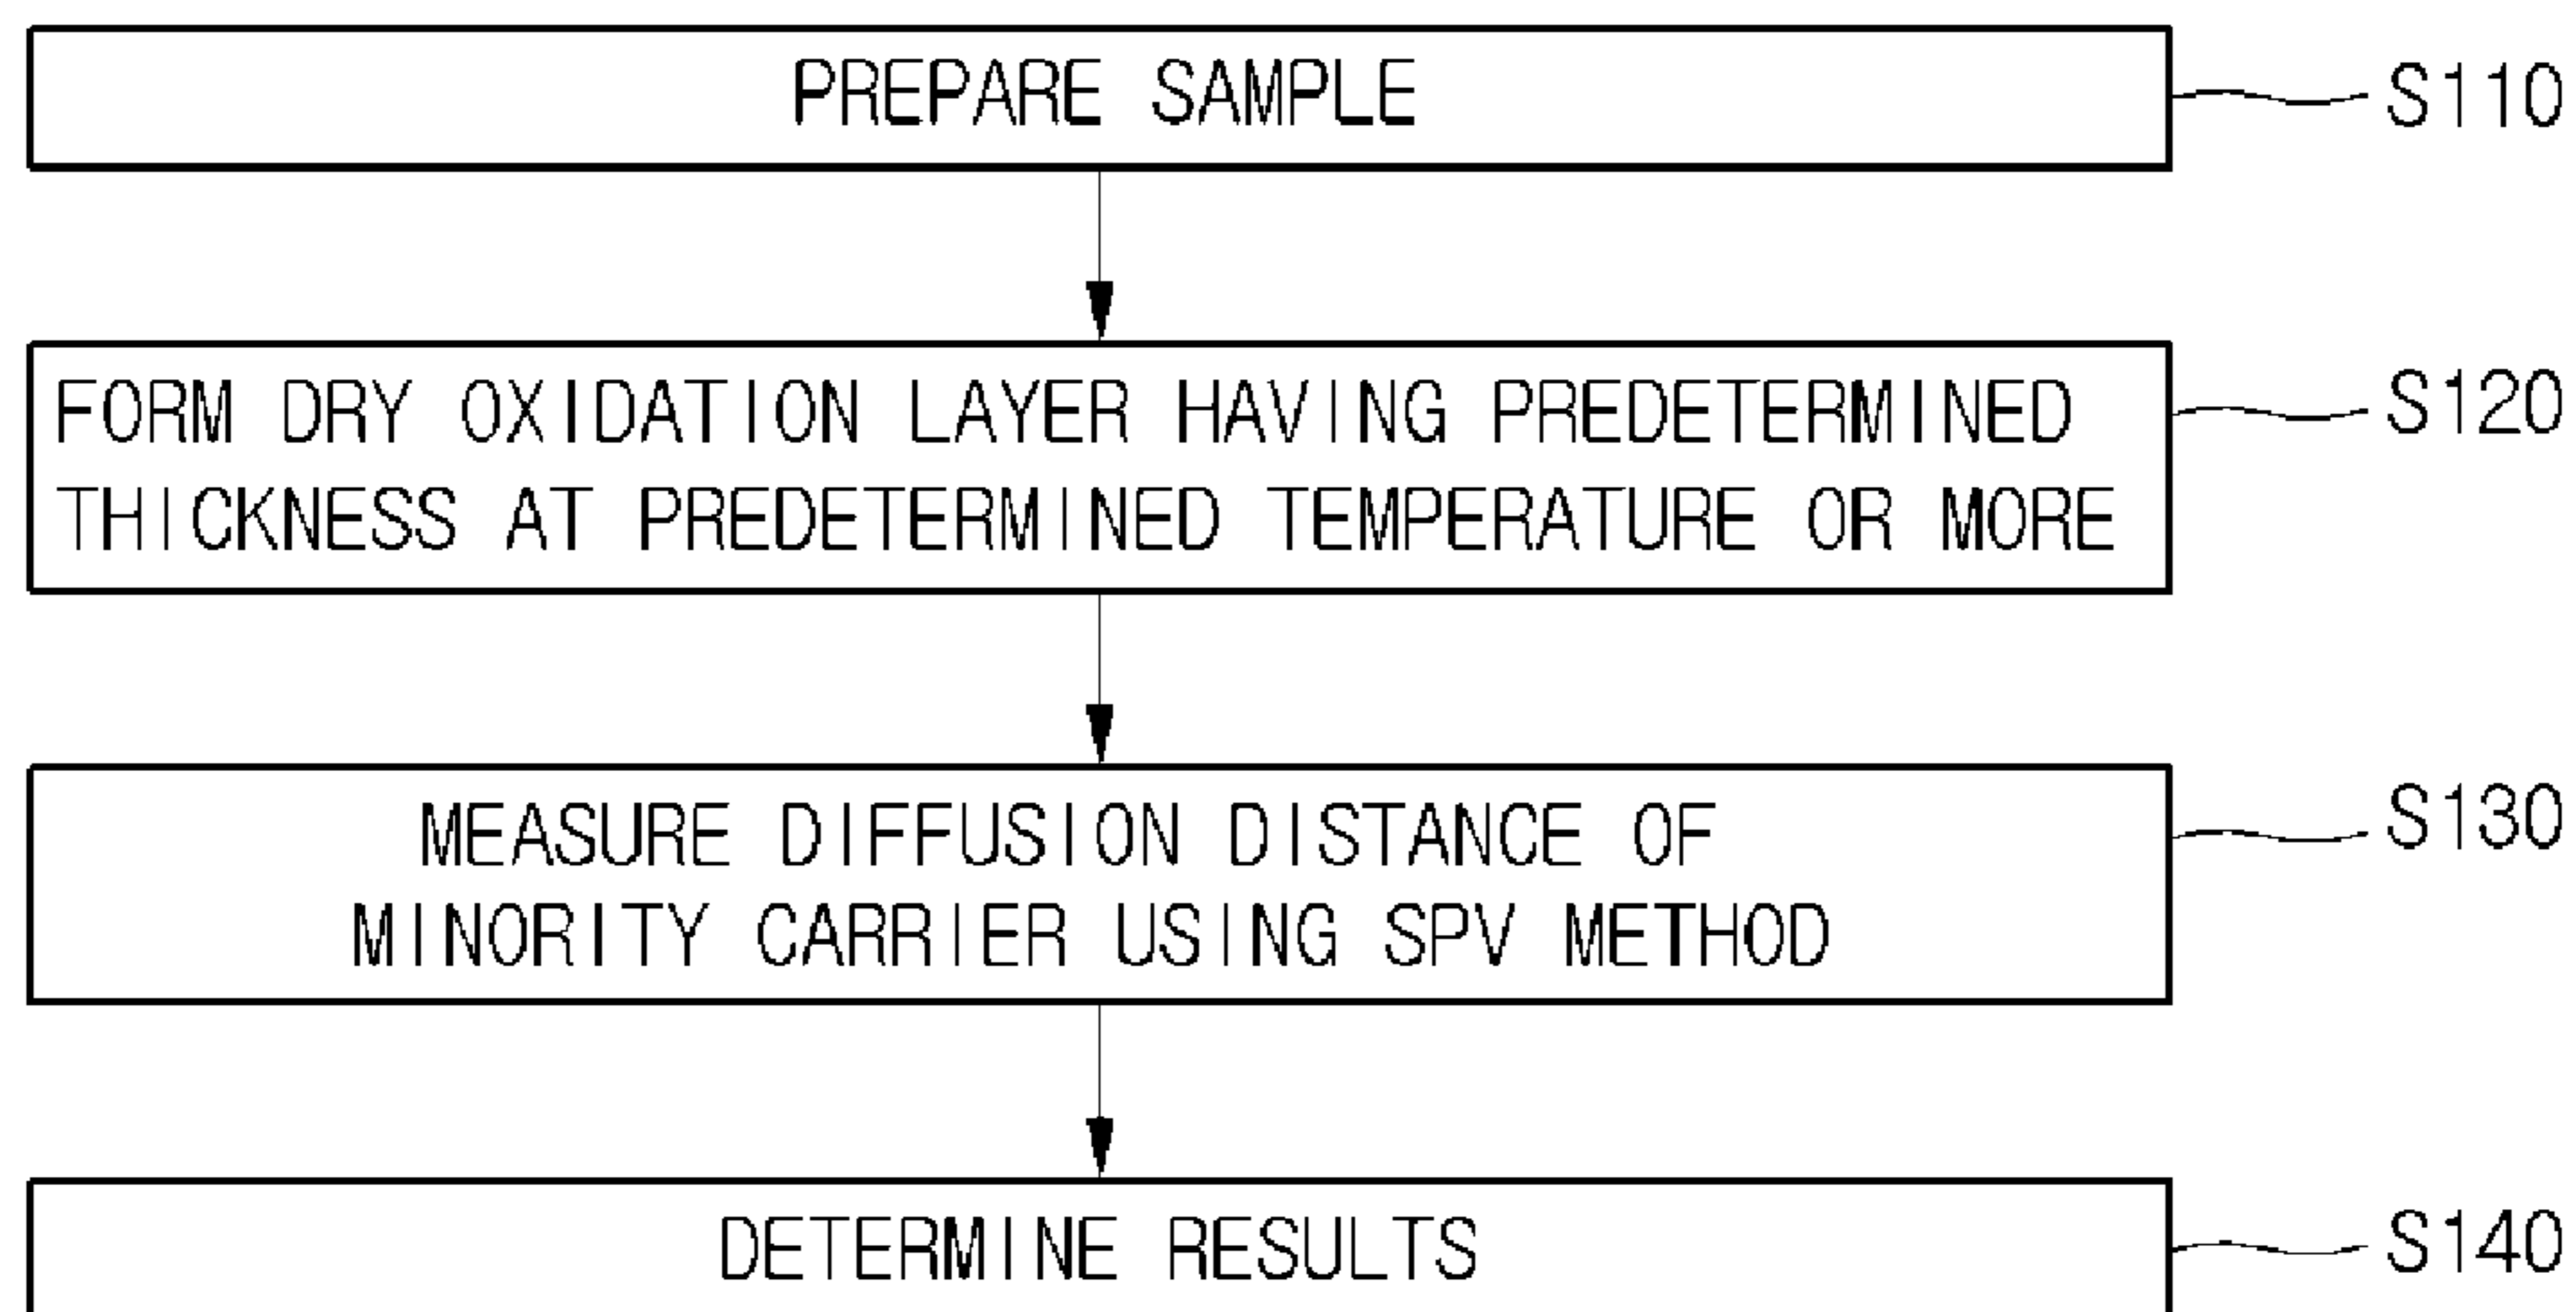 PREPARE SAMPLE
S110
FORM DRY OXIDATION LAYER HAVING PREDETERMINED
THICKNESS AT PREDETERMINED TEMPERATURE OR MORE
S120
MEASURE DIFFUSION DISTANCE OF
MINORITY CARRIER USING SPV METHOD
S130
DETERMINE RESULTS
S140